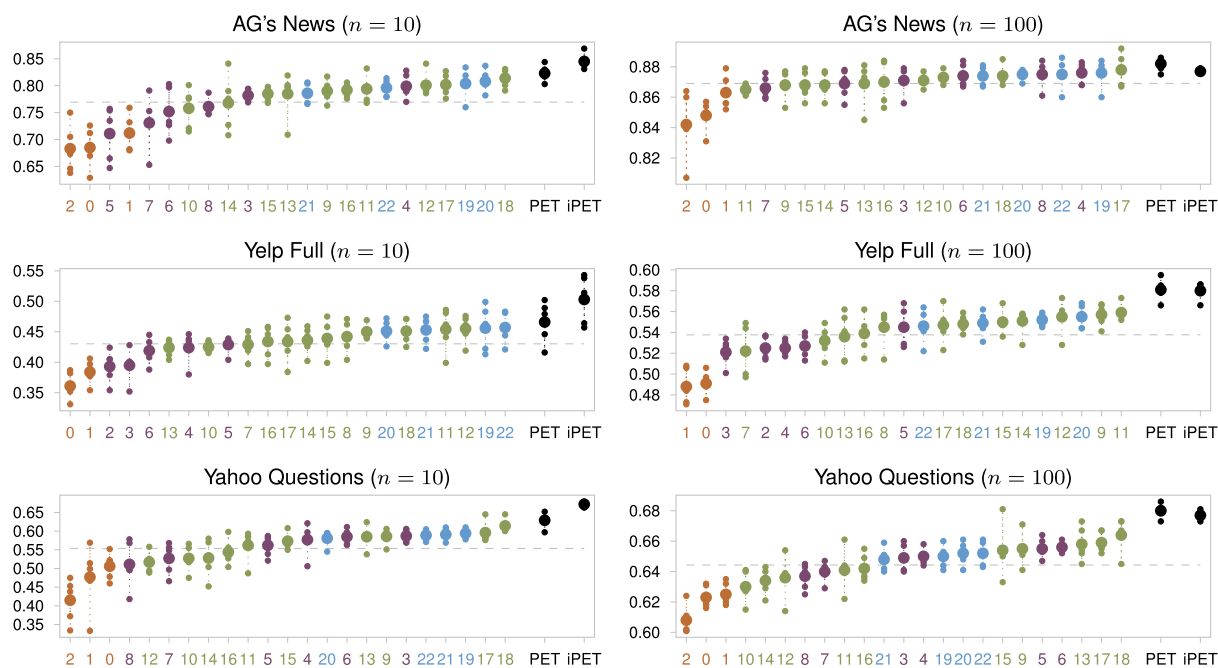 AG's News (n = 10)
0.85
0.80
0.75
0.70
0.65
2 0 5 1 7 6 10 8 14 3 15 13 21 9 16 11 22 4 12 17 19 20 18 PET iPET
AG's News (n = 100)
0.88
0.86
0.84
0.82
2 0 1 11 7 9 15 14 5 13 16 3 12 10 6 21 18 20 8 22 4 19 17 PET iPET
Yelp Full (n = 10)
0.55
0.50
0.45
0.40
0.35
0 1 2 3 6 13 4 10 5 7 16 17 14 15 8 9 20 18 21 11 12 19 22 PET iPET
Yelp Full (n = 100)
0.60
0.58
0.56
0.54
0.52
0.50
0.48
1 0 3 7 2 4 6 10 13 16 8 5 22 17 18 21 15 14 19 12 20 9 11 PET iPET
Yahoo Questions (n = 10)
0.65
0.60
0.55
0.50
0.45
0.40
0.35
2 1 0 8 12 7 10 14 16 11 5 15 4 20 6 13 9 3 22 21 19 17 18 PET iPET
Yahoo Questions (n = 100)
0.68
0.66
0.64
0.62
0.60
2 0 1 10 14 12 8 7 11 16 21 3 4 19 20 22 15 9 5 6 13 17 18 PET iPET